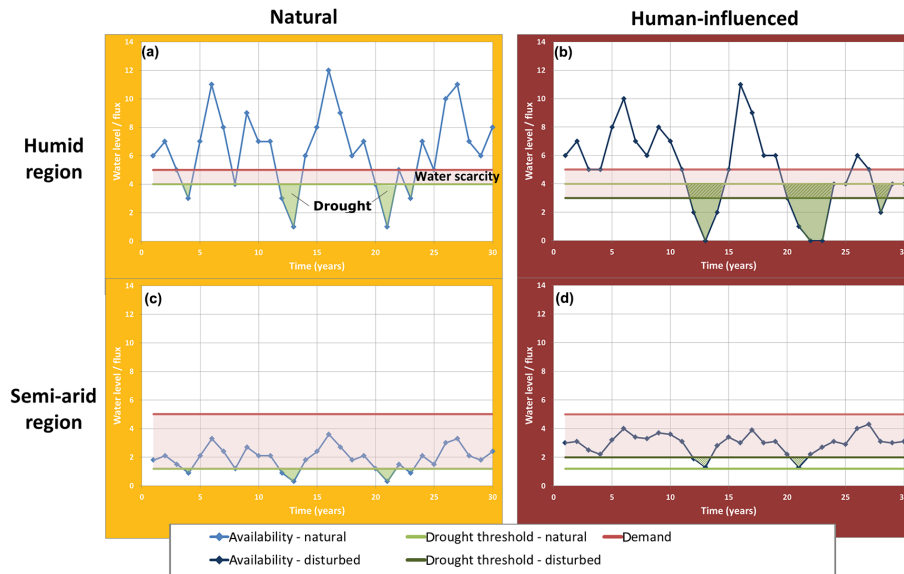 Natural
Human-influenced
Humid
region
Semi-arid
region
(a)
Water level / flux
14
12
10
8
6
4
2
0
Water scarcity
Drought
0 5 10 15 20 25 30
Time (years)
(b)
Water level / flux
14
12
10
8
6
4
2
0
0 5 10 15 20 25 30
Time (years)
(c)
Water level / flux
14
12
10
8
6
4
2
0
0 5 10 15 20 25 30
Time (years)
(d)
Water level / flux
14
12
10
8
6
4
2
0
0 5 10 15 20 25 30
Time (years)
Availability - natural Drought threshold - natural Demand
Availability - disturbed Drought threshold - disturbed